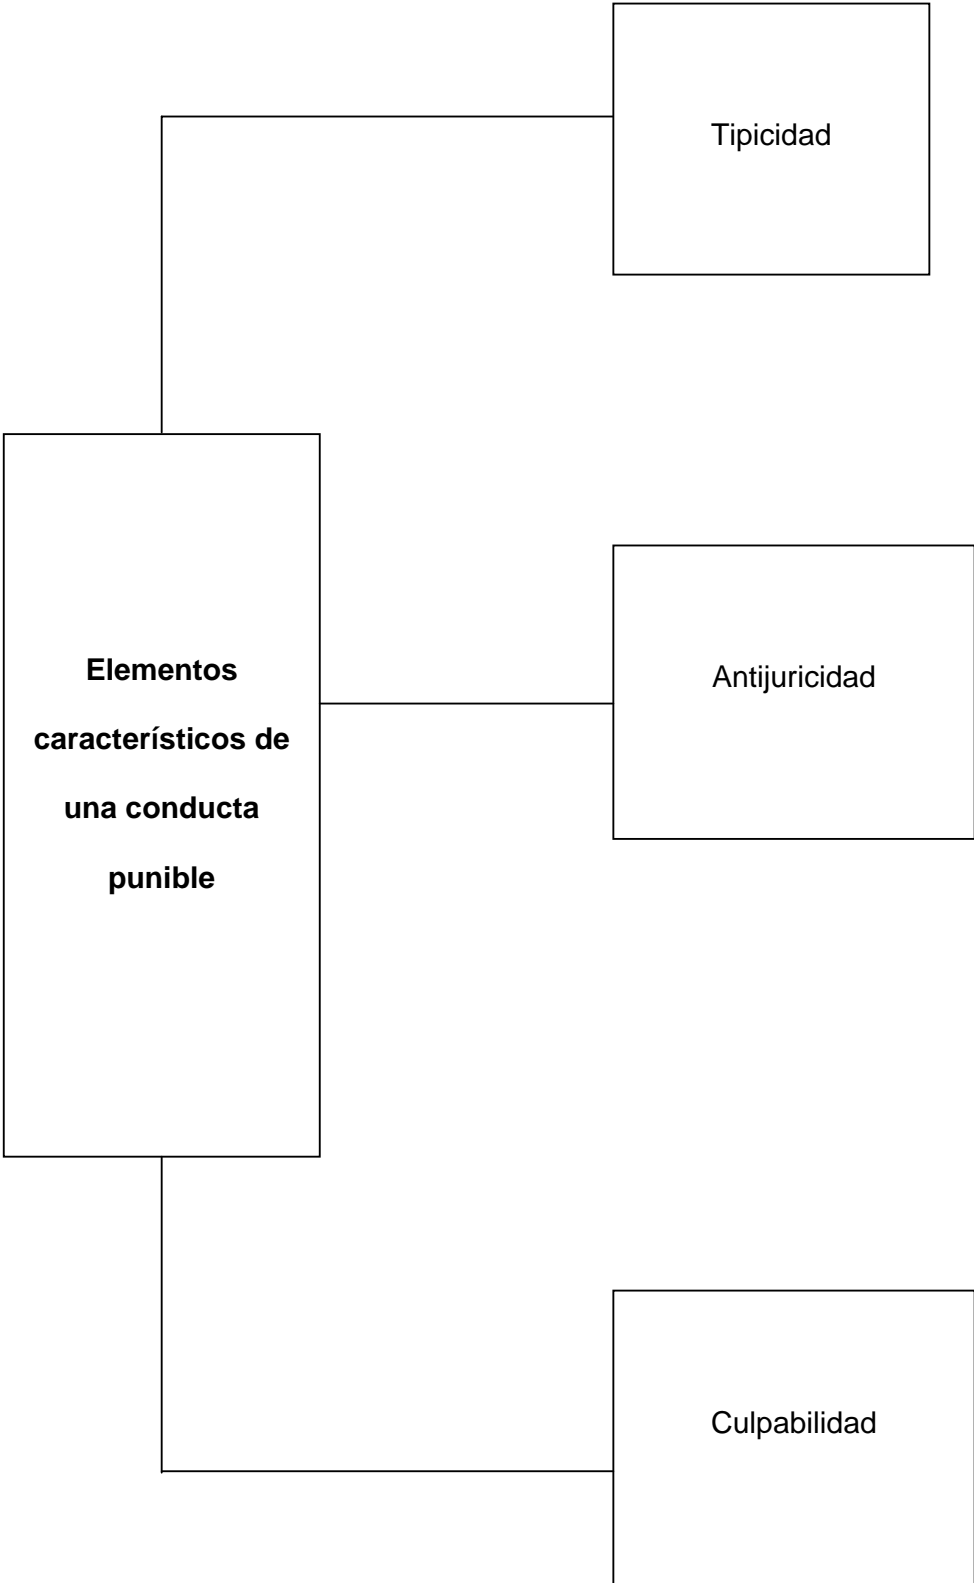 Tipicidad
Elementos
característicos de
una conducta
punible
Antijuricidad
Culpabilidad